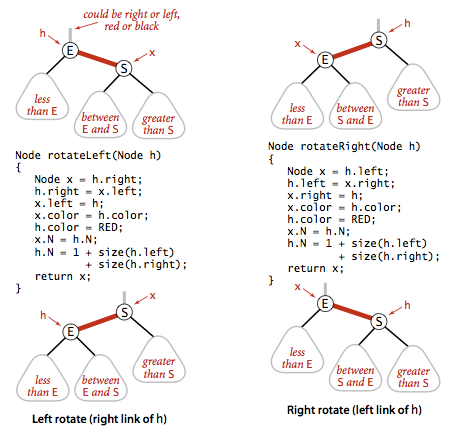 could be right or left,
red or black
h
E
x
S
less
than E
between
E and S
greater
than S
Node rotateLeft(Node h)
{
Node x = h.right;
h.right = x.left;
x.left = h;
x.color = h.color;
h.color = RED;
x.N = h.N;
h.N = 1 + size(h.left)
+ size(h.right);
return x;
}
x
h
S
E
greater
than S
less
than E
between
E and S
Left rotate (right link of h)
h
x
S
E
greater
than S
less
than E
between
S and E
Node rotateRight(Node h)
{
Node x = h.left;
h.left = x.right;
x.right = h;
x.color = h.color;
h.color = RED;
x.N = h.N;
h.N = 1 + size(h.left)
+ size(h.right);
return x;
}
x
E
h
S
less
than E
between
S and E
greater
than S
Right rotate (left link of h)